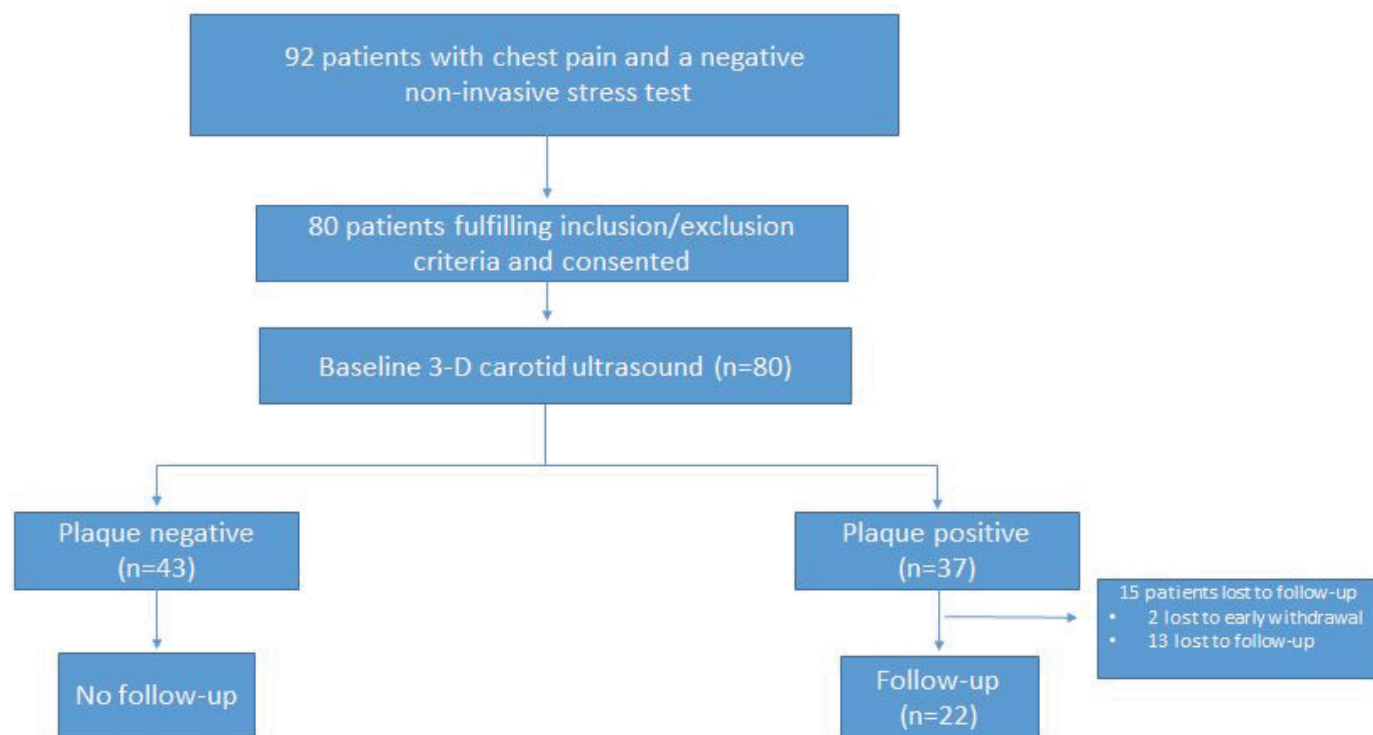 92 patients with chest pain and a negative
non-invasive stress test
80 patients fulfilling inclusion/exclusion
criteria and consented
Baseline 3-D carotid ultrasound (n=80)
Plaque negative
(n=43)
Plaque positive
(n=37)
15 patients lost to follow-up
• 2 lost to early withdrawal
• 13 lost to follow-up
No follow-up
Follow-up
(n=22)